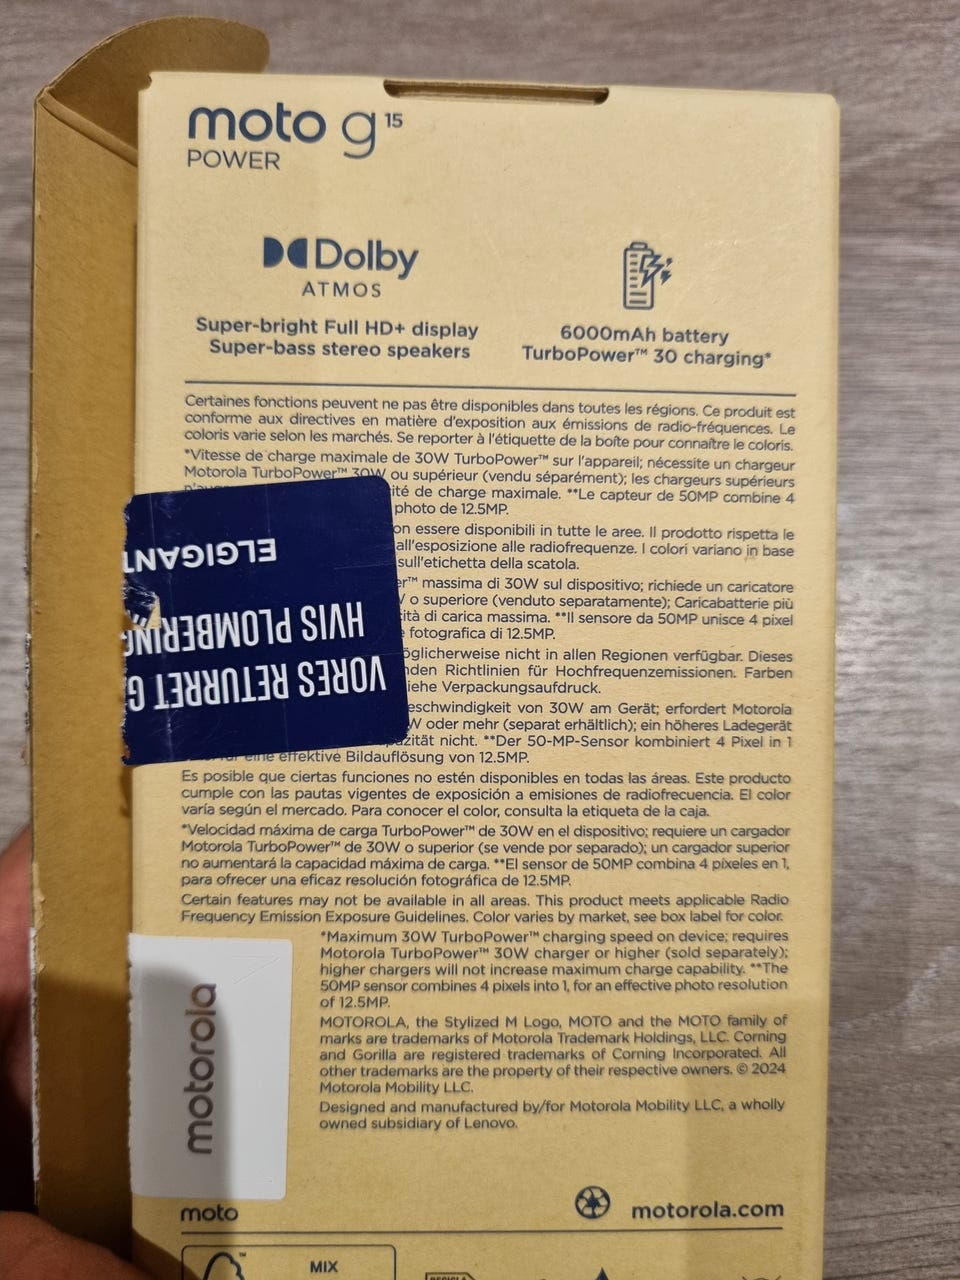 moto g 15
POWER
Dolby
ATMOS
Super-bright Full HD+ display
Super-bass stereo speakers
6000mAh battery
TurboPower™ 30 charging*
Certaines fonctions peuvent ne pas être disponibles dans toutes les régions. Ce produit est
conforme aux directives en matière d'exposition aux émissions de radio-fréquences. Le
coloris varie selon les marchés. Se reporter à l'étiquette de la boîte pour connaître le coloris.
*Vitesse de charge maximale de 30W TurboPower™ sur l'appareil; nécessite un chargeur
Motorola TurboPower™ 30W ou supérieur (vendu séparément); les chargeurs supérieurs
ité de charge maximale. **Le capteur de 50MP combine 4
photo de 12.5MP.
on essere disponibili in tutte le aree. Il prodotto rispetta le
all'esposizione alle radiofrequenze. I colori variano in base
sull'etichetta della scatola.
er™ massima di 30W sul dispositivo; richiede un caricatore
W o superiore (venduto separatamente); Caricabatterie più
ità di carica massima. **Il sensore da 50MP unisce 4 pixel
fotografica di 12.5MP.
öglicherweise nicht in allen Regionen verfügbar. Dieses
nden Richtlinien für Hochfrequenzemissionen. Farben
iehe Verpackungsaufdruck.
eschwindigkeit von 30W am Gerät; erfordert Motorola
W oder mehr (separat erhältlich); ein höheres Ladegerät
azität nicht. **Der 50-MP-Sensor kombiniert 4 Pixel in 1
für eine effektive Bildauflösung von 12.5MP.
VORES RETURRET G
HVIS PLOMBERING
ELGIGANT
Es posible que ciertas funciones no estén disponibles en todas las áreas. Este producto
cumple con las pautas vigentes de exposición a emisiones de radiofrecuencia. El color
varía según el mercado. Para conocer el color, consulta la etiqueta de la caja.
*Velocidad máxima de carga TurboPower™ de 30W en el dispositivo; requiere un cargador
Motorola TurboPower™ de 30W o superior (se vende por separado); un cargador superior
no aumentará la capacidad máxima de carga. **El sensor de 50MP combina 4 píxeles en 1,
para ofrecer una eficaz resolución fotográfica de 12.5MP.
Certain features may not be available in all areas. This product meets applicable Radio
Frequency Emission Exposure Guidelines. Color varies by market, see box label for color.
*Maximum 30W TurboPower™ charging speed on device; requires
Motorola TurboPower™ 30W charger or higher (sold separately);
higher chargers will not increase maximum charge capability. **The
50MP sensor combines 4 pixels into 1, for an effective photo resolution
of 12.5MP.
MOTOROLA, the Stylized M Logo, MOTO and the MOTO family of
marks are trademarks of Motorola Trademark Holdings, LLC. Corning
and Gorilla are registered trademarks of Corning Incorporated. All
other trademarks are the property of their respective owners. © 2024
Motorola Mobility LLC.
Designed and manufactured by/for Motorola Mobility LLC, a wholly
owned subsidiary of Lenovo.
motorola
moto
motorola.com
MIX